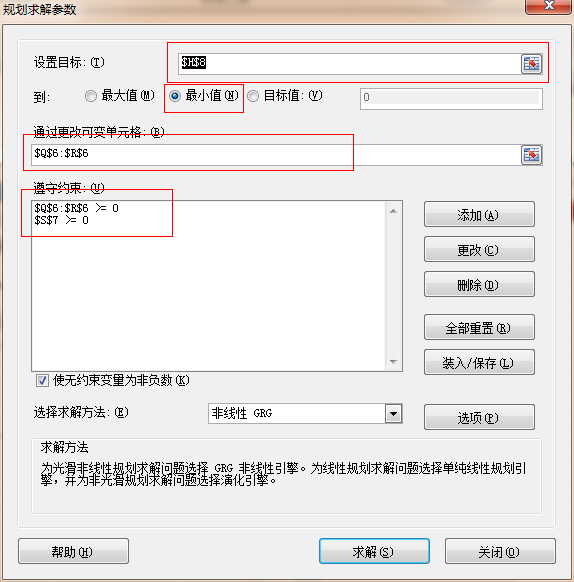 规划求解参数
设置目标:(T)
$H$8
到:
最大值(M)
最小值(N)
目标值:(V)
0
通过更改可变单元格:(B)
$Q$6:$R$6
遵守约束:(U)
$Q$6:$R$6 >= 0
$S$7 >= 0
添加(A)
更改(C)
删除(D)
全部重置(R)
装入/保存(L)
使无约束变量为非负数(K)
选择求解方法:(E)
非线性 GRG
选项(P)
求解方法
为光滑非线性规划求解问题选择 GRG 非线性引擎。为线性规划求解问题选择单纯线性规划引
擎，并为非光滑规划求解问题选择演化引擎。
帮助(H)
求解(S)
关闭(O)